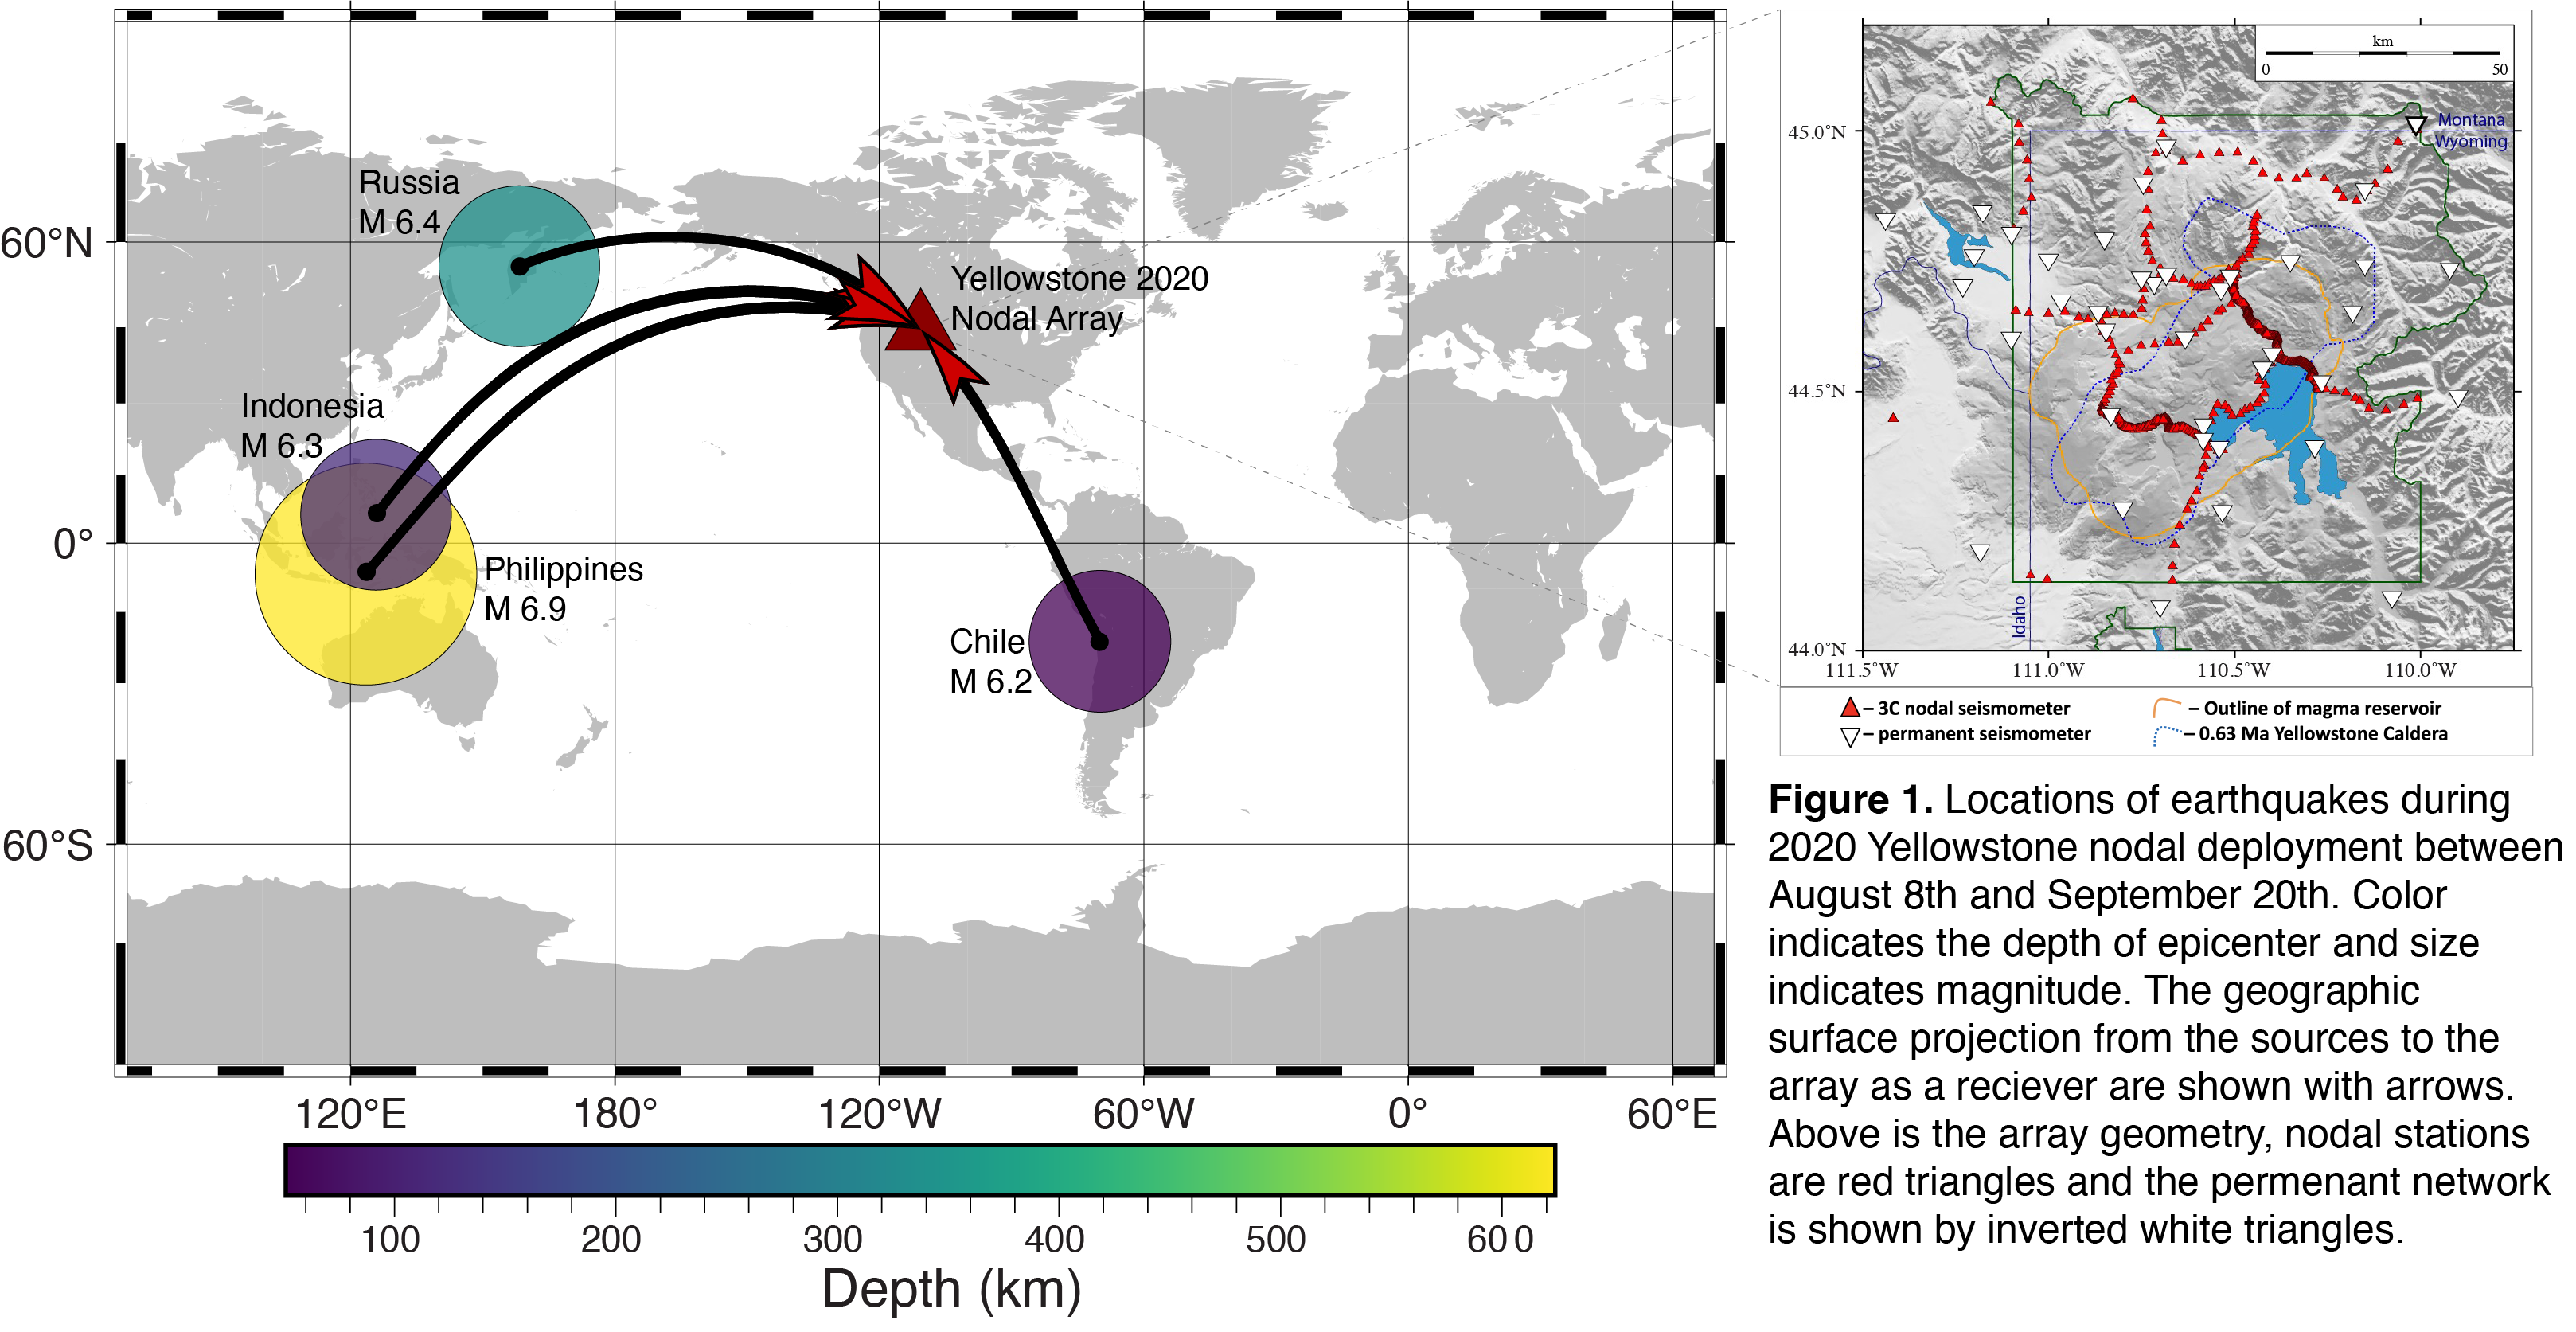 Russia
M 6.4
60°N
Yellowstone 2020
Nodal Array
Indonesia
M 6.3
0°
Philippines
M 6.9
Chile
M 6.2
60°S
120°E
180°
120°W
60°W
0°
60°E
100
200
300
400
500
600
Depth (km)
km
0
50
45.0°N
Montana
Wyoming
44.5°N
Idaho
44.0°N
111.5°W
111.0°W
110.5°W
110.0°W
– 3C nodal seismometer
– Outline of magma reservoir
– permanent seismometer
– 0.63 Ma Yellowstone Caldera
Figure 1. Locations of earthquakes during
2020 Yellowstone nodal deployment between
August 8th and September 20th. Color
indicates the depth of epicenter and size
indicates magnitude. The geographic
surface projection from the sources to the
array as a reciever are shown with arrows.
Above is the array geometry, nodal stations
are red triangles and the permenant network
is shown by inverted white triangles.